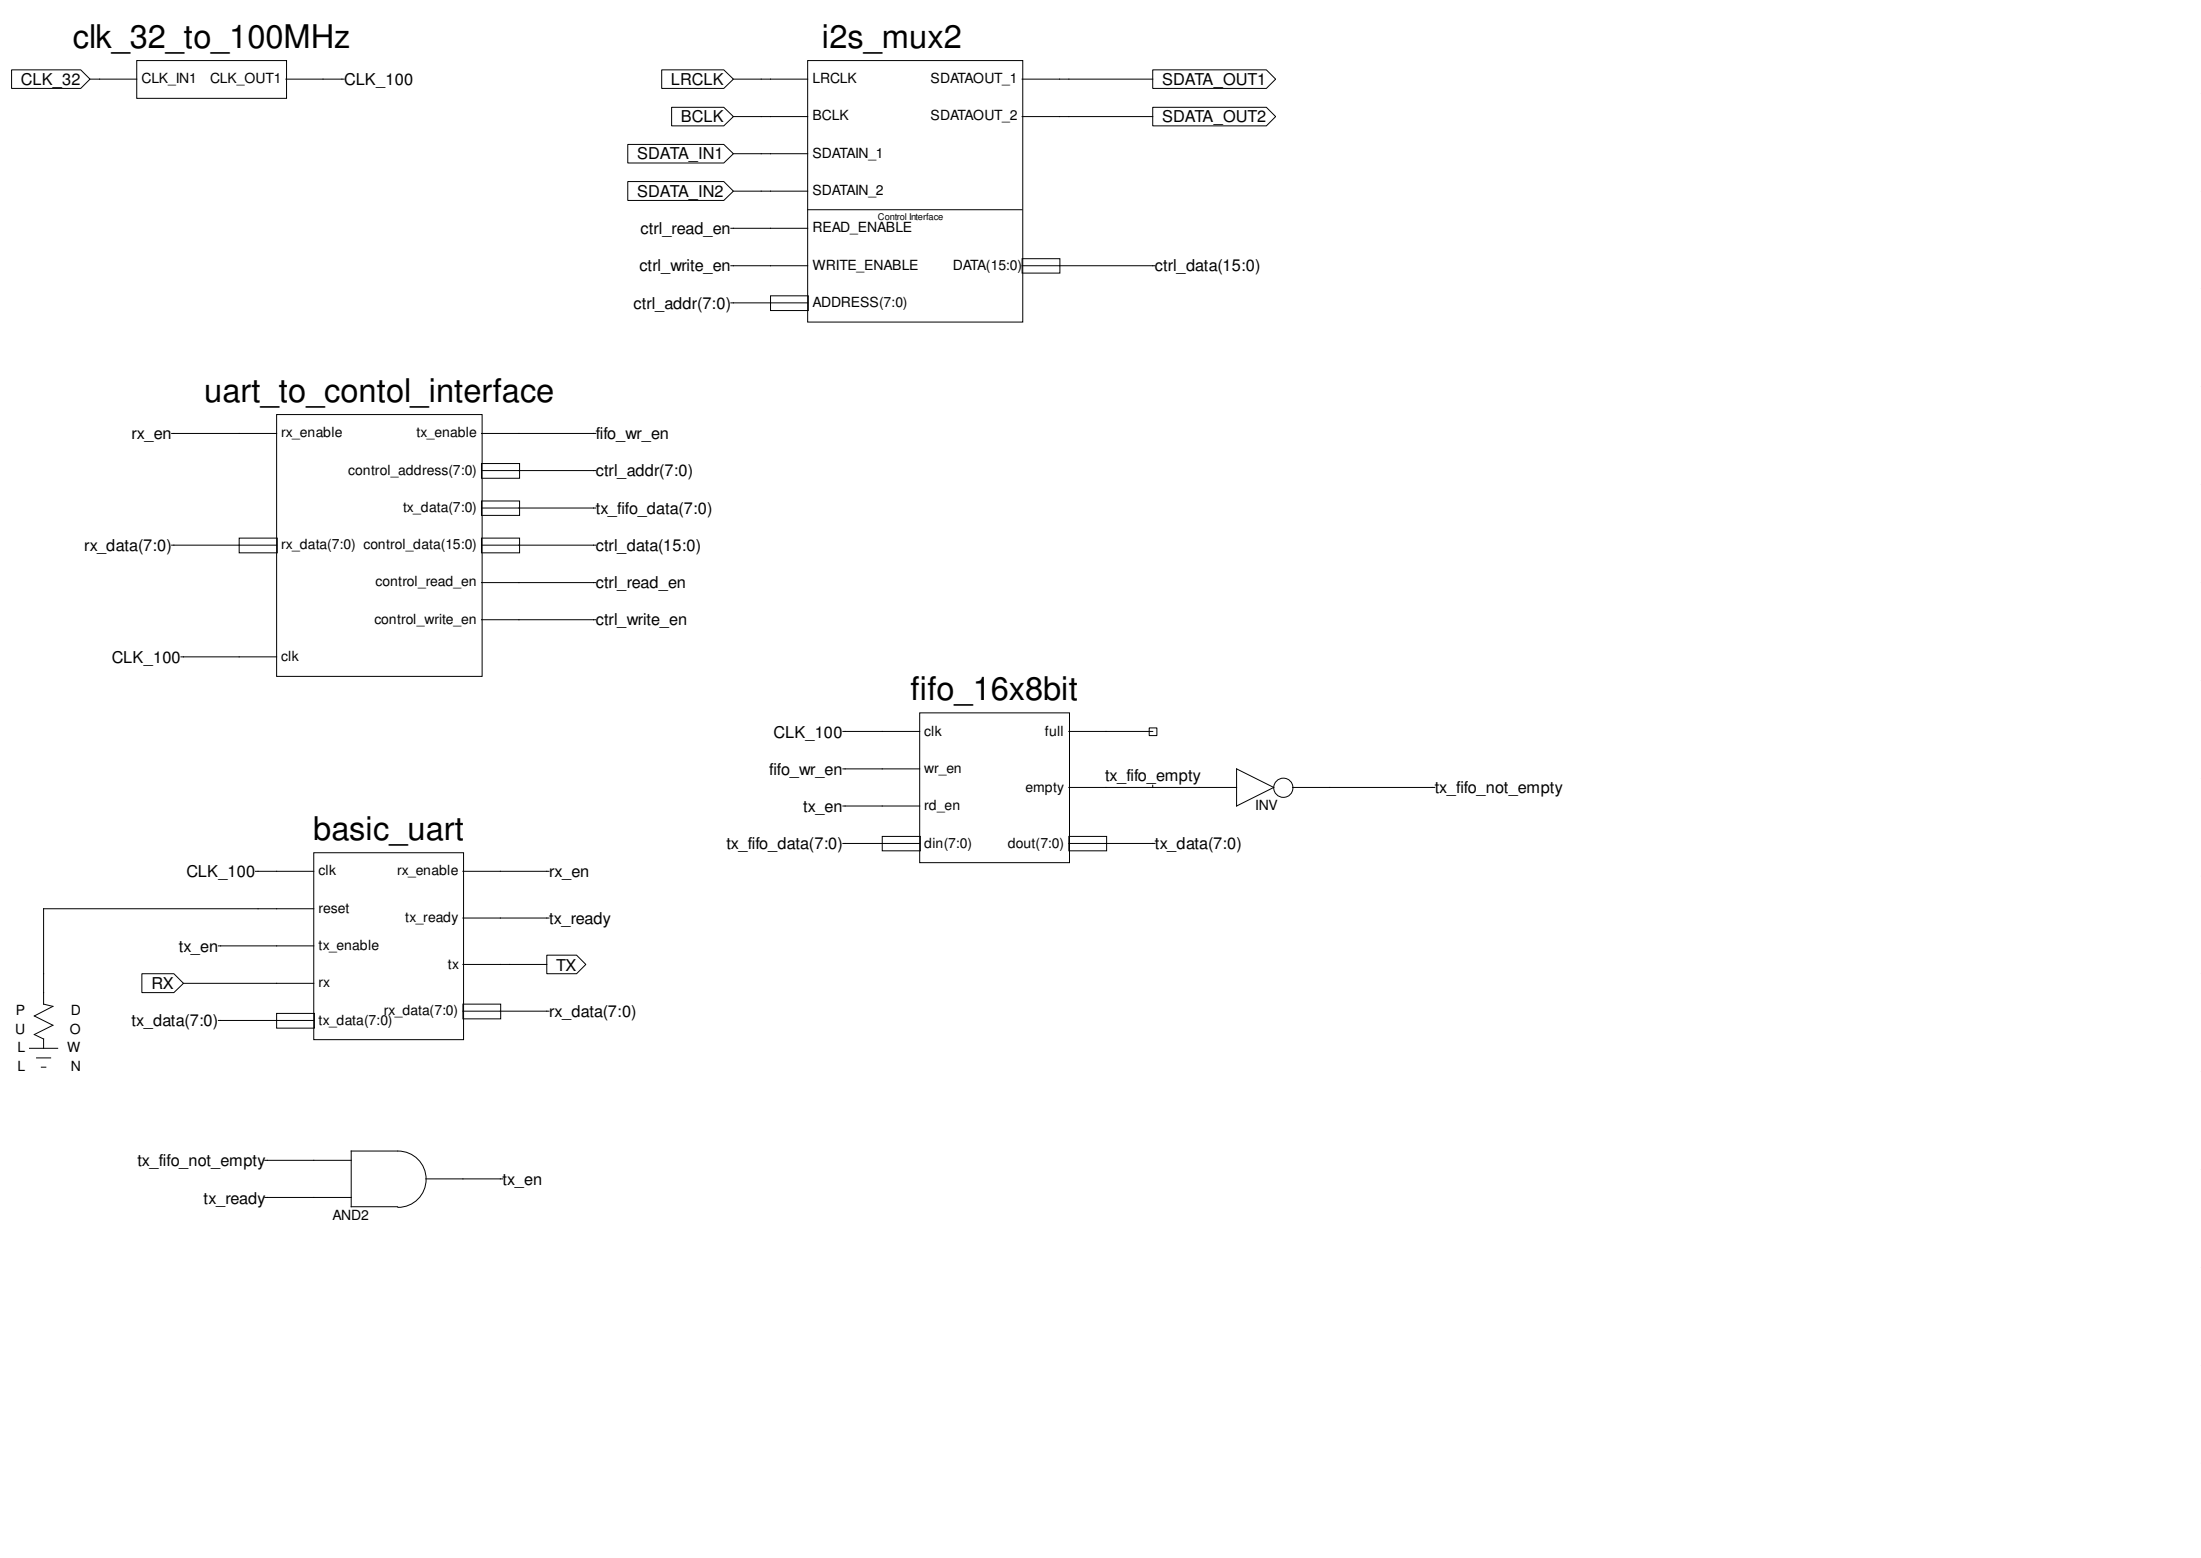 clk_32_to_100MHz
CLK_32 CLK_IN1 CLK_OUT1 CLK_100
i2s_mux2
LRCLK LRCLK SDATAOUT_1 SDATA_OUT1
BCLK BCLK SDATAOUT_2 SDATA_OUT2
SDATA_IN1 SDATAIN_1
SDATA_IN2 SDATAIN_2
Control Interface
ctrl_read_en READ_ENABLE
ctrl_write_en WRITE_ENABLE DATA(15:0) ctrl_data(15:0)
ctrl_addr(7:0) ADDRESS(7:0)
uart_to_contol_interface
rx_en rx_enable tx_enable fifo_wr_en
control_address(7:0) ctrl_addr(7:0)
tx_data(7:0) tx_fifo_data(7:0)
rx_data(7:0) rx_data(7:0) control_data(15:0) ctrl_data(15:0)
control_read_en ctrl_read_en
control_write_en ctrl_write_en
CLK_100 clk
fifo_16x8bit
CLK_100 clk full
fifo_wr_en wr_en
empty tx_fifo_empty INV tx_fifo_not_empty
tx_en rd_en
tx_fifo_data(7:0) din(7:0) dout(7:0) tx_data(7:0)
basic_uart
CLK_100 clk rx_enable rx_en
reset
tx_ready tx_ready
tx_en tx_enable
tx TX
RX rx
rx_data(7:0) rx_data(7:0)
tx_data(7:0) tx_data(7:0)
PULL DOWN
tx_fifo_not_empty
tx_en
tx_ready
AND2